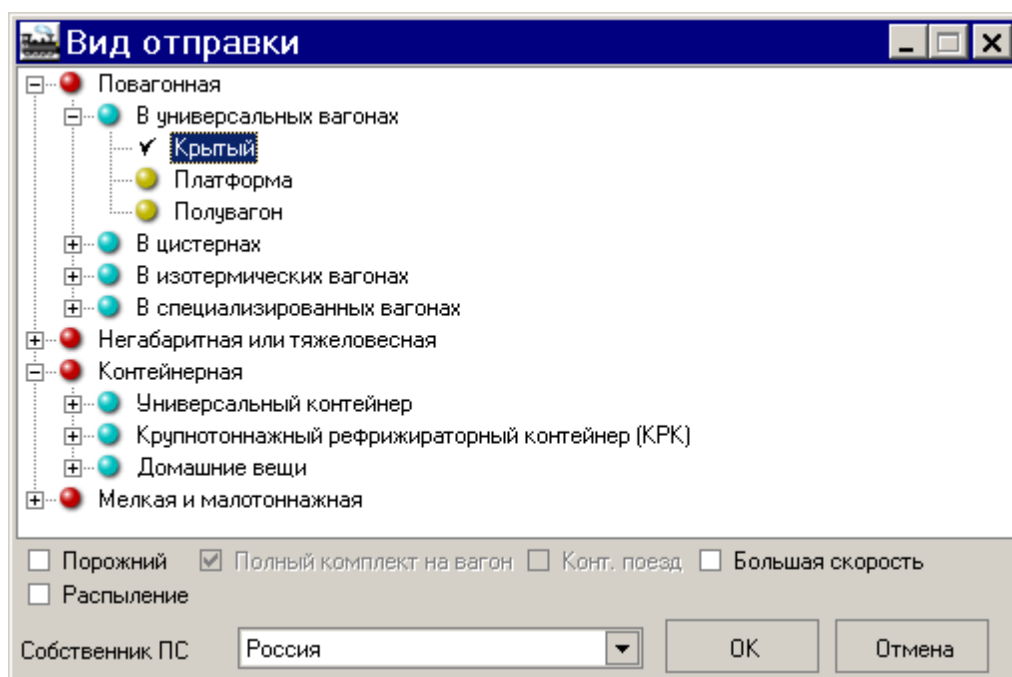 Вид отправки
Повагонная
В универсальных вагонах
Крытый
Платформа
Полувагон
В цистернах
В изотермических вагонах
В специализированных вагонах
Негабаритная или тяжеловесная
Контейнерная
Универсальный контейнер
Крупнотоннажный рефрижираторный контейнер (КРК)
Домашние вещи
Мелкая и малотоннажная
Порожний Полный комплект на вагон Конт. поезд Большая скорость
Распыление
Собственник ПС Россия OK Отмена